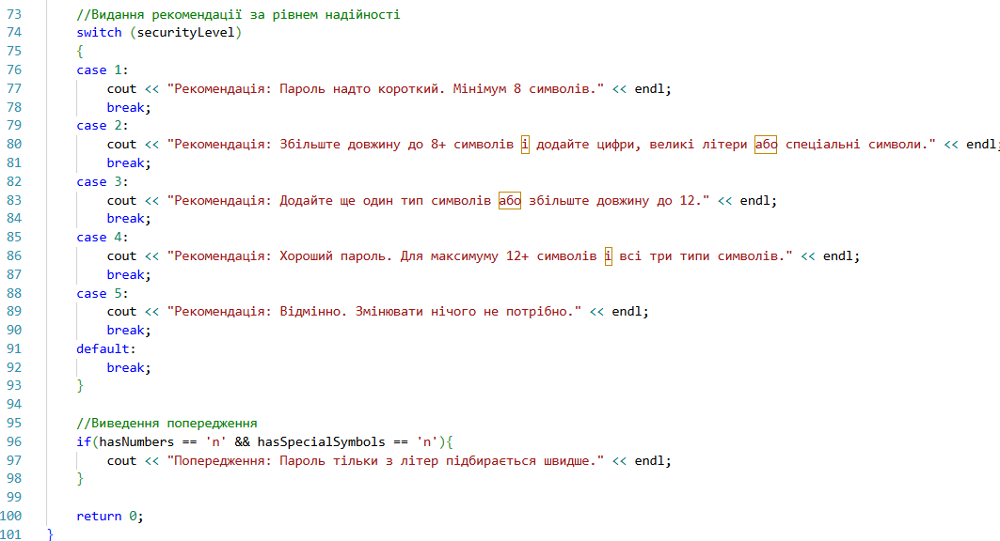 73 //Видання рекомендації за рівнем надійності
74 switch (securityLevel)
75 {
76 case 1:
77 cout << "Рекомендація: Пароль надто короткий. Мінімум 8 символів." << endl;
78 break;
79 case 2:
80 cout << "Рекомендація: Збільште довжину до 8+ символів і додайте цифри, великі літери або спеціальні символи." << endl;
81 break;
82 case 3:
83 cout << "Рекомендація: Додайте ще один тип символів або збільште довжину до 12." << endl;
84 break;
85 case 4:
86 cout << "Рекомендація: Хороший пароль. Для максимуму 12+ символів і всі три типи символів." << endl;
87 break;
88 case 5:
89 cout << "Рекомендація: Відмінно. Змінювати нічого не потрібно." << endl;
90 break;
91 default:
92 break;
93 }
94
95 //Виведення попередження
96 if(hasNumbers == 'n' && hasSpecialSymbols == 'n'){
97 cout << "Попередження: Пароль тільки з літер підбирається швидше." << endl;
98 }
99
100 return 0;
101 }